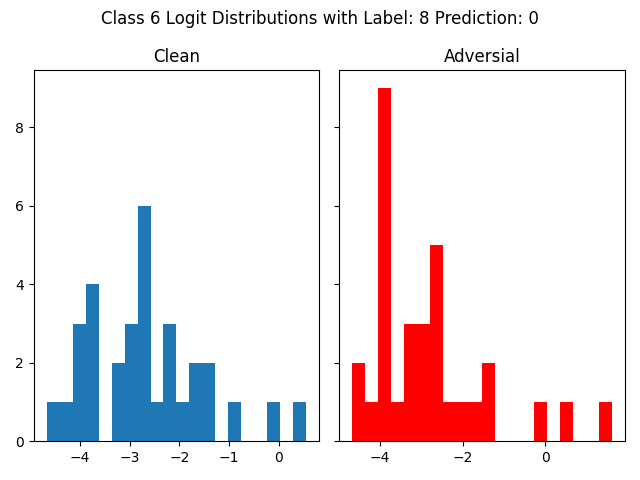 Class 6 Logit Distributions with Label: 8 Prediction: 0
Clean
Adversial
8
6
4
2
0
−4 −3 −2 −1 0
−4 −2 0